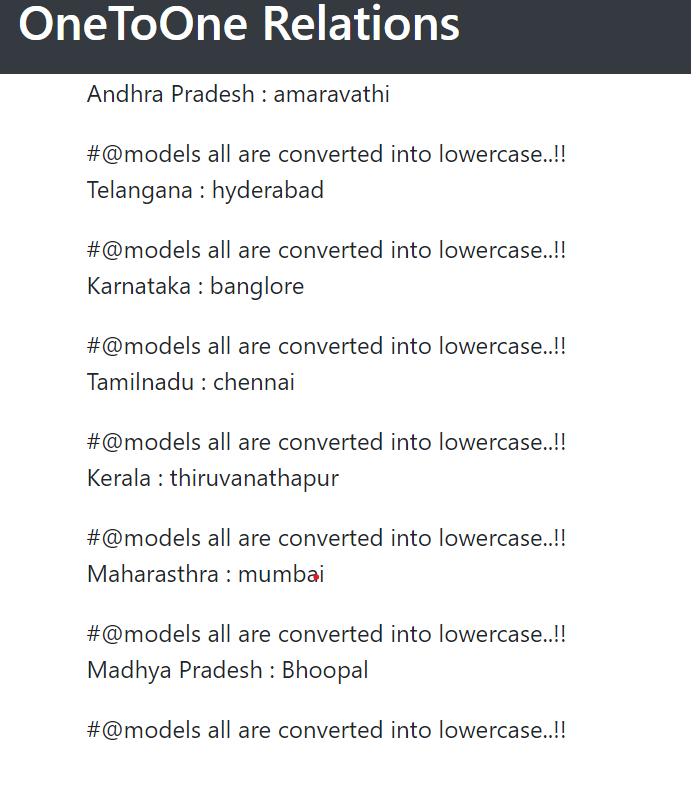 OneToOne Relations
Andhra Pradesh : amaravathi
#@models all are converted into lowercase..!!
Telangana : hyderabad
#@models all are converted into lowercase..!!
Karnataka : banglore
#@models all are converted into lowercase..!!
Tamilnadu : chennai
#@models all are converted into lowercase..!!
Kerala : thiruvanathapur
#@models all are converted into lowercase..!!
Maharasthra : mumbai
#@models all are converted into lowercase..!!
Madhya Pradesh : Bhoopal
#@models all are converted into lowercase..!!